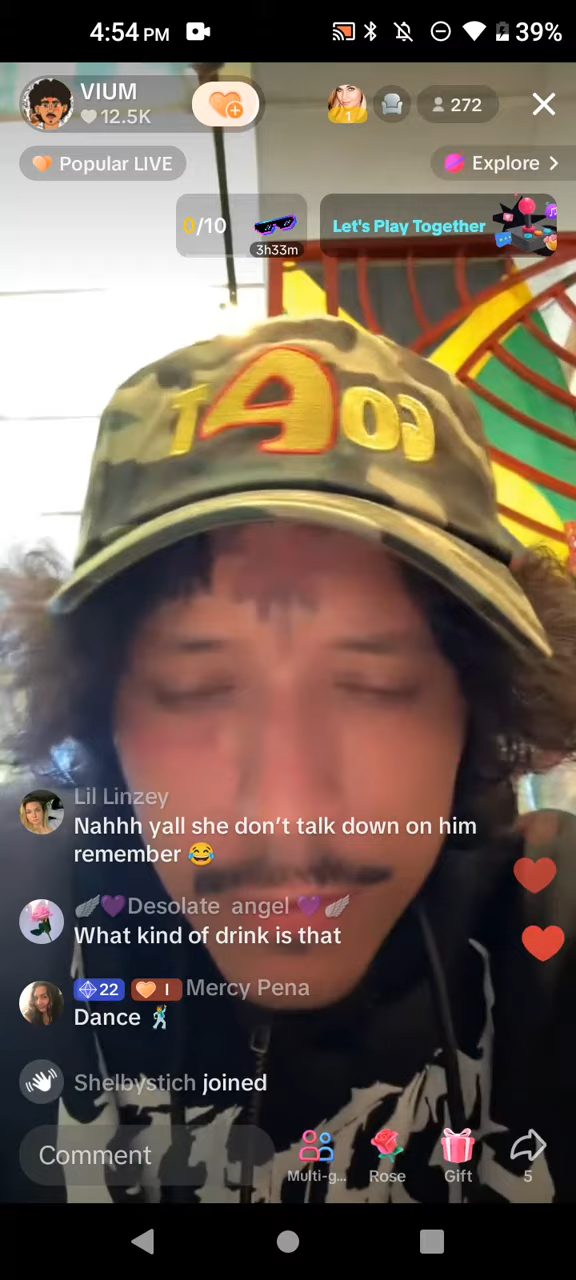 4:54 PM
39%
VIUM
12.5K
1
272
Popular LIVE
Explore >
0/10
3h33m
Let's Play Together
GOAT
Lil Linzey
Nahhh yall she don't talk down on him
remember 😂
🪽💜Desolate angel 💜🪽
What kind of drink is that
22
I
Mercy Pena
Dance 🕺
Shelbystich joined
Comment
Multi-g...
Rose
Gift
5